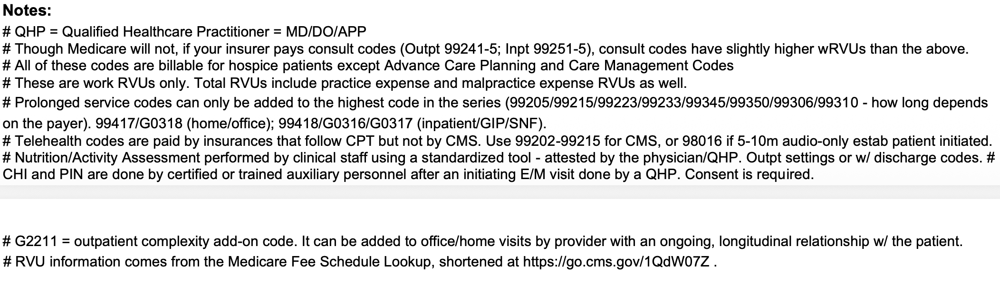 Notes:
# QHP = Qualified Healthcare Practitioner = MD/DO/APP
# Though Medicare will not, if your insurer pays consult codes (Outpt 99241-5; Inpt 99251-5), consult codes have slightly higher wRVUs than the above.
# All of these codes are billable for hospice patients except Advance Care Planning and Care Management Codes
# These are work RVUs only. Total RVUs include practice expense and malpractice expense RVUs as well.
# Prolonged service codes can only be added to the highest code in the series (99205/99215/99223/99233/99345/99350/99306/99310 - how long depends
on the payer). 99417/G0318 (home/office); 99418/G0316/G0317 (inpatient/GIP/SNF).
# Telehealth codes are paid by insurances that follow CPT but not by CMS. Use 99202-99215 for CMS, or 98016 if 5-10m audio-only estab patient initiated.
# Nutrition/Activity Assessment performed by clinical staff using a standardized tool - attested by the physician/QHP. Outpt settings or w/ discharge codes. #
CHI and PIN are done by certified or trained auxiliary personnel after an initiating E/M visit done by a QHP. Consent is required.
# G2211 = outpatient complexity add-on code. It can be added to office/home visits by provider with an ongoing, longitudinal relationship w/ the patient.
# RVU information comes from the Medicare Fee Schedule Lookup, shortened at https://go.cms.gov/1QdW07Z .